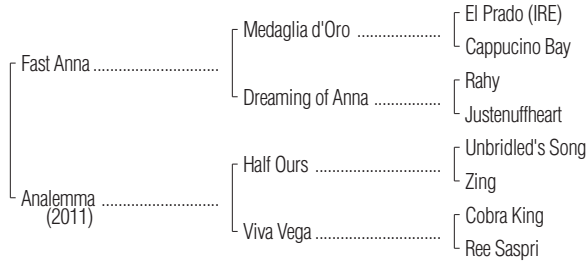 El Prado (IRE)
Medaglia d'Oro ....................
Cappucino Bay
Fast Anna ..............................
Rahy
Dreaming of Anna ................
Justenuffheart
Unbridled's Song
Half Ours ..............................
Zing
Analemma ............................
(2011)
Cobra King
Viva Vega ..............................
Ree Saspri